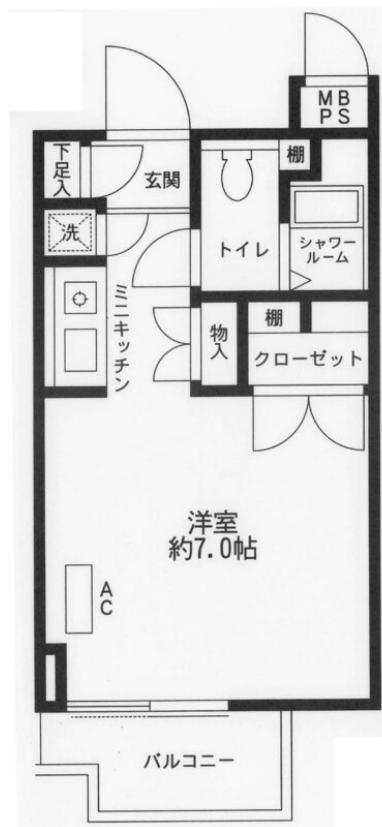 MB
PS
下足入
玄関
棚
洗
トイレ
シャワー
ルーム
ミニキッチン
物入
棚
クローゼット
洋室
約7.0帖
AC
バルコニー